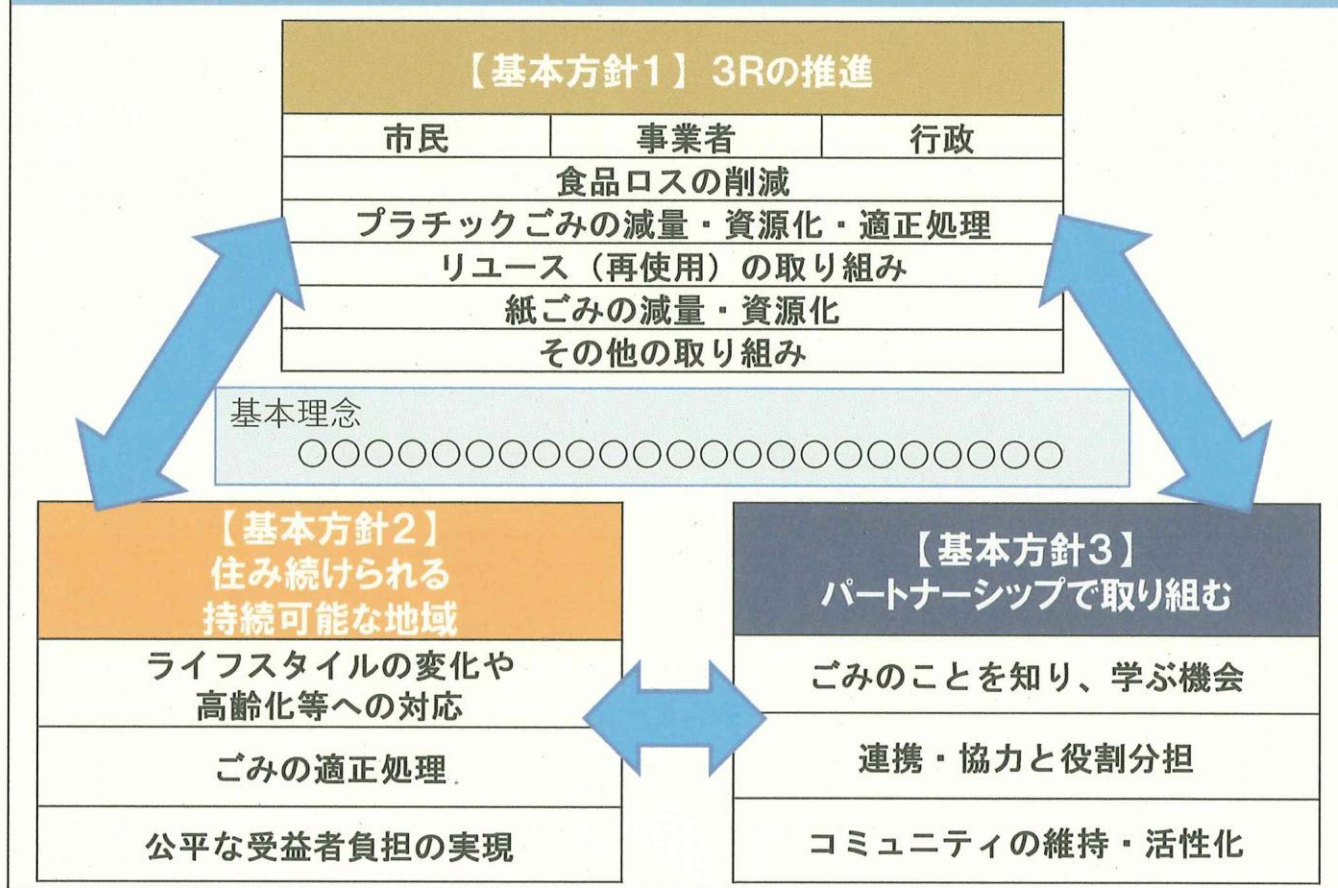 【基本方針1】3Rの推進
市民 事業者 行政
食品ロスの削減
プラチックごみの減量・資源化・適正処理
リユース（再使用）の取り組み
紙ごみの減量・資源化
その他の取り組み
基本理念
○○○○○○○○○○○○○○○○○○○○○○○
【基本方針2】
住み続けられる
持続可能な地域
ライフスタイルの変化や
高齢化等への対応
ごみの適正処理
公平な受益者負担の実現
【基本方針3】
パートナーシップで取り組む
ごみのことを知り、学ぶ機会
連携・協力と役割分担
コミュニティの維持・活性化